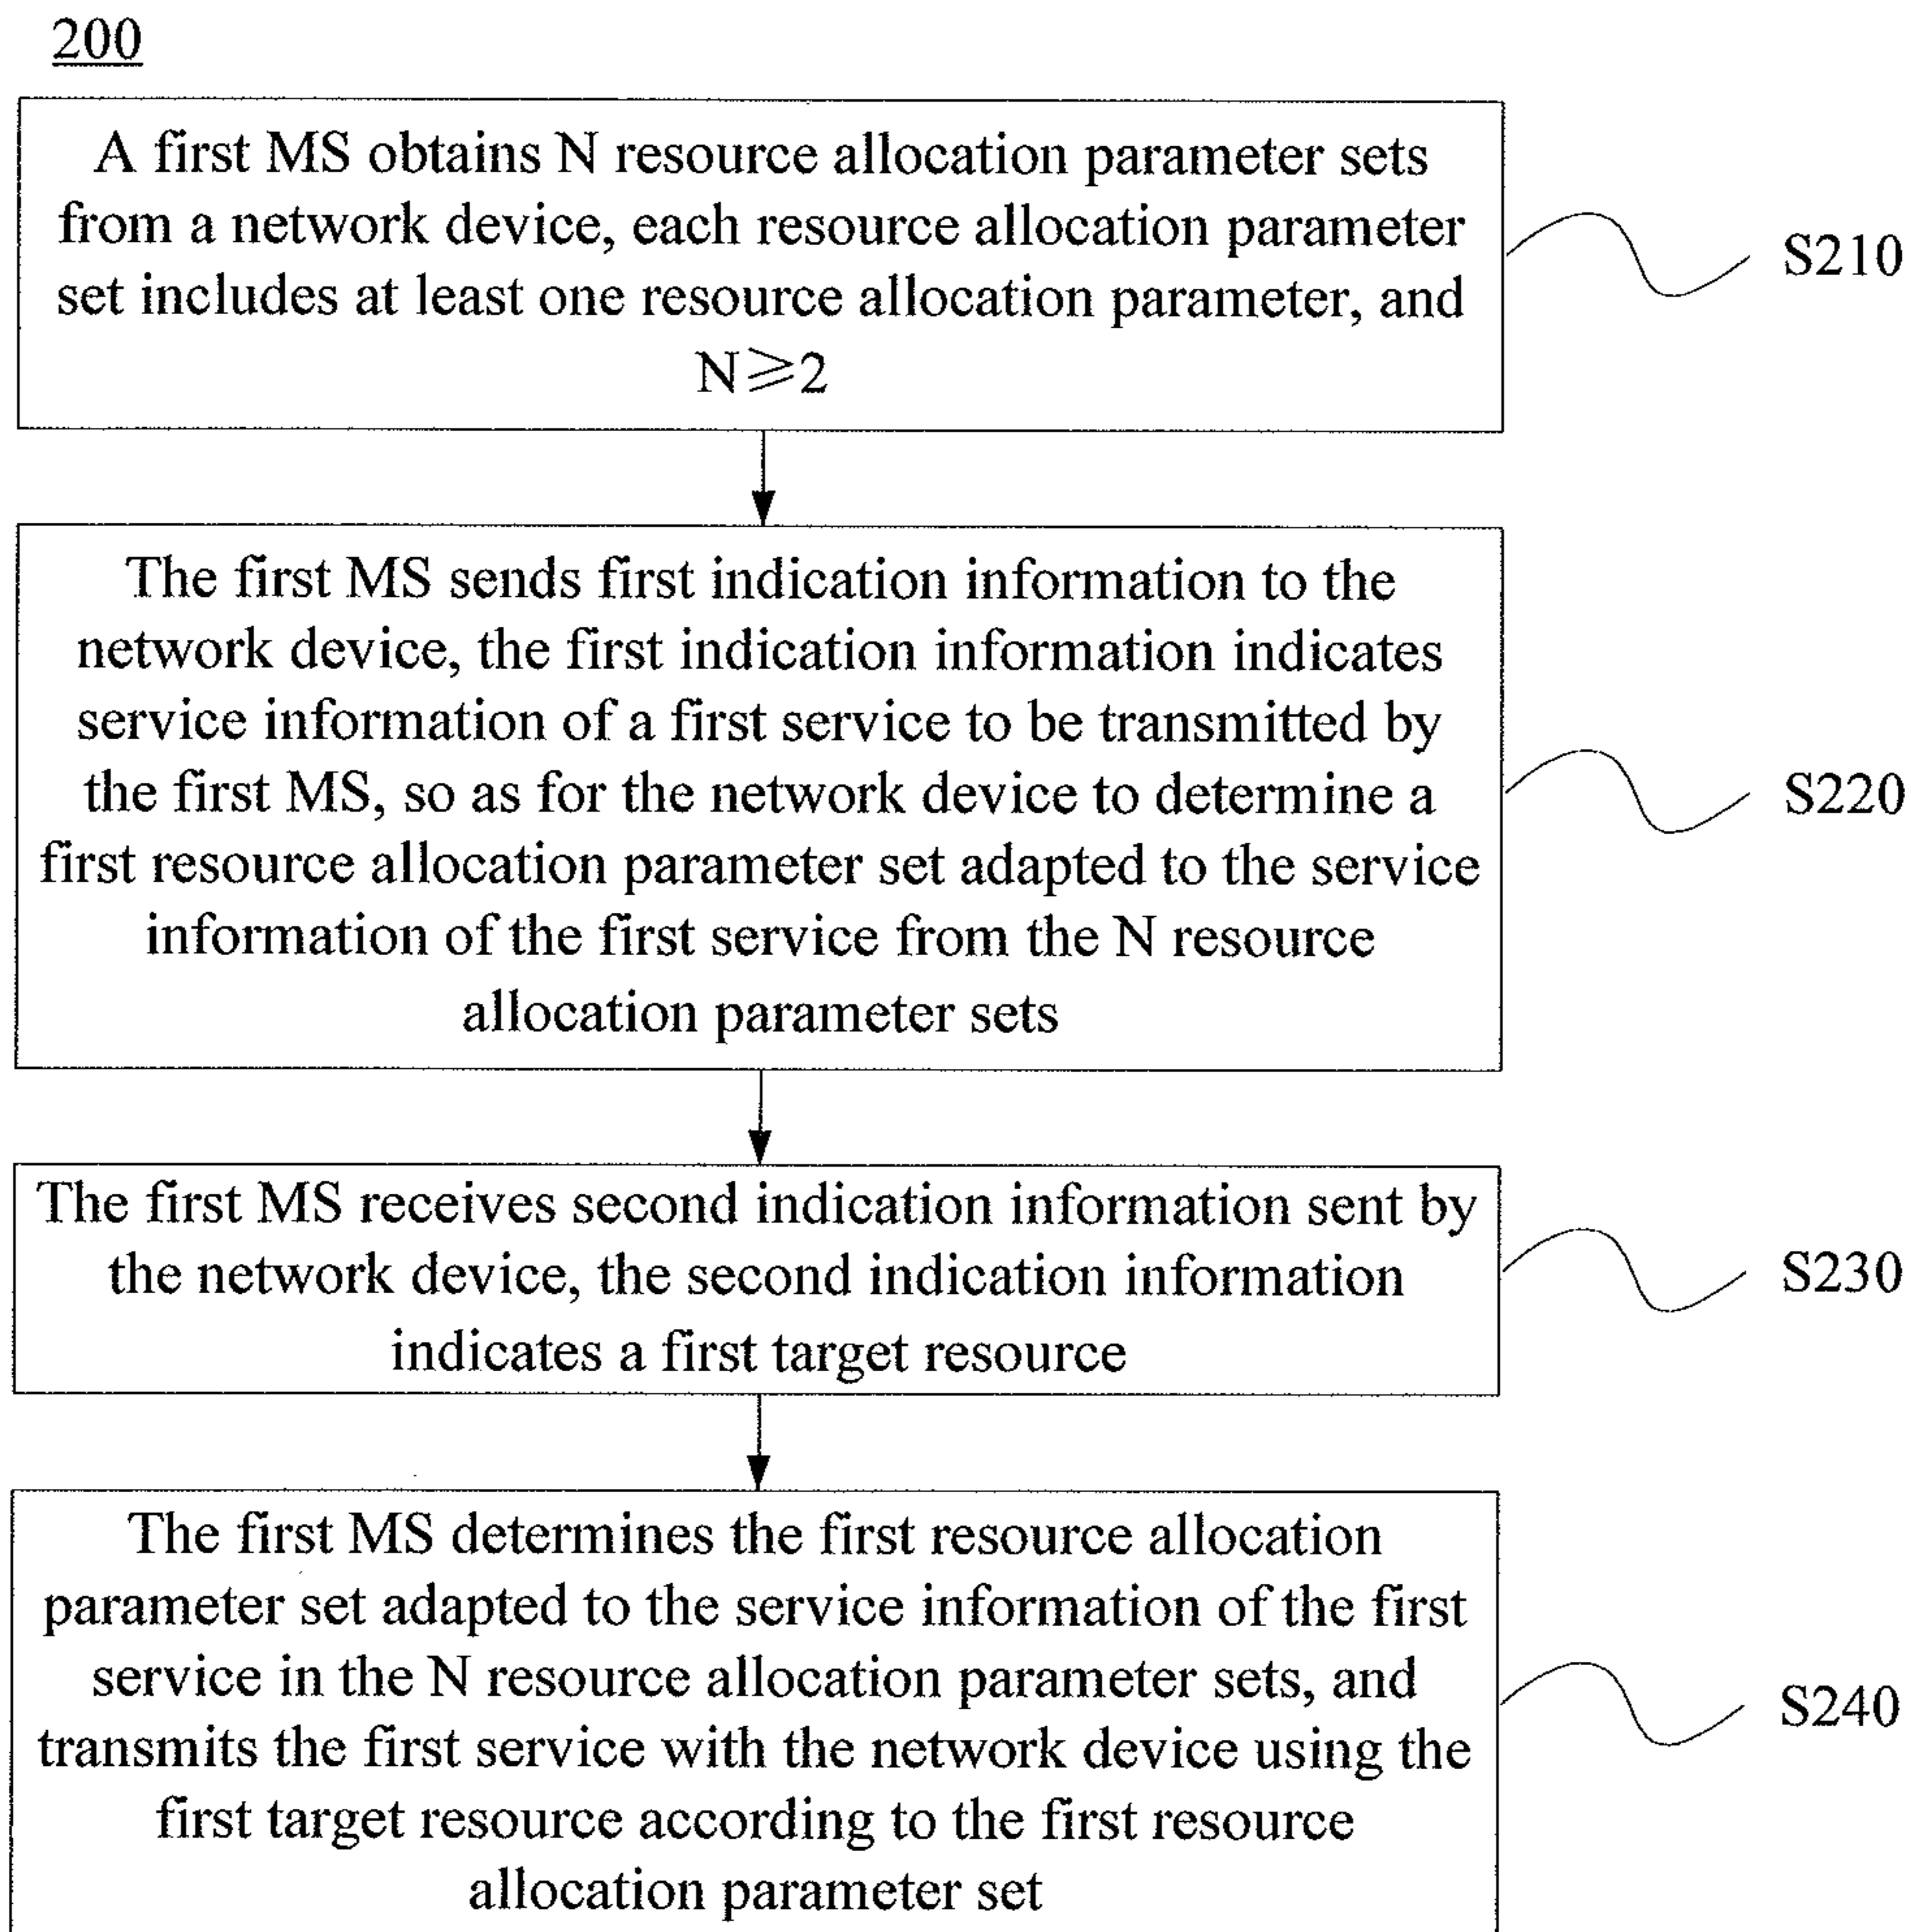 200
A first MS obtains N resource allocation parameter sets
from a network device, each resource allocation parameter
set includes at least one resource allocation parameter, and
N≥2
S210
The first MS sends first indication information to the
network device, the first indication information indicates
service information of a first service to be transmitted by
the first MS, so as for the network device to determine a
first resource allocation parameter set adapted to the service
information of the first service from the N resource
allocation parameter sets
S220
The first MS receives second indication information sent by
the network device, the second indication information
indicates a first target resource
S230
The first MS determines the first resource allocation
parameter set adapted to the service information of the first
service in the N resource allocation parameter sets, and
transmits the first service with the network device using the
first target resource according to the first resource
allocation parameter set
S240